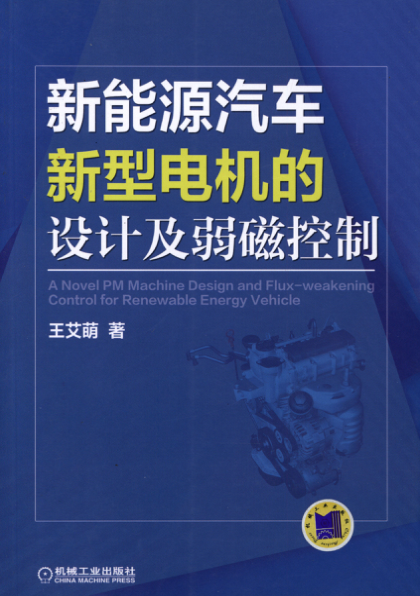 新能源汽车
新型电机的
设计及弱磁控制
A Novel PM Machine Design and Flux-weakening
Control for Renewable Energy Vehicle
王艾萌 著
机械工业出版社
CHINA MACHINE PRESS